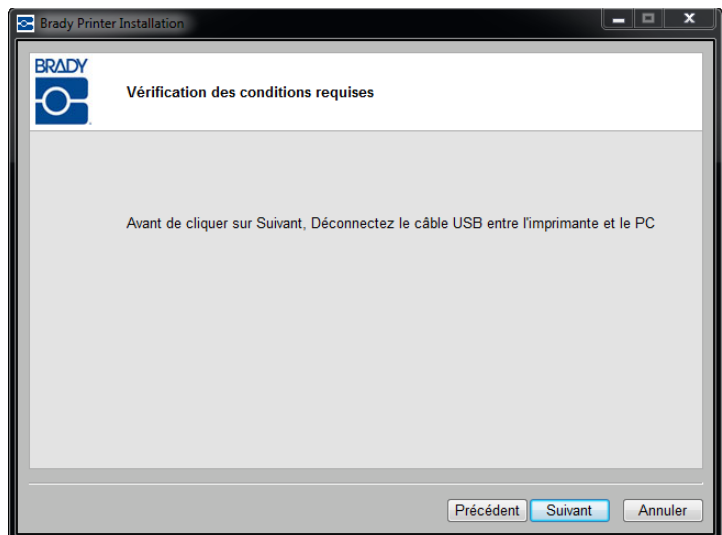 Brady Printer Installation
BRADY
Vérification des conditions requises
Avant de cliquer sur Suivant, Déconnectez le câble USB entre l'imprimante et le PC
Précédent Suivant Annuler